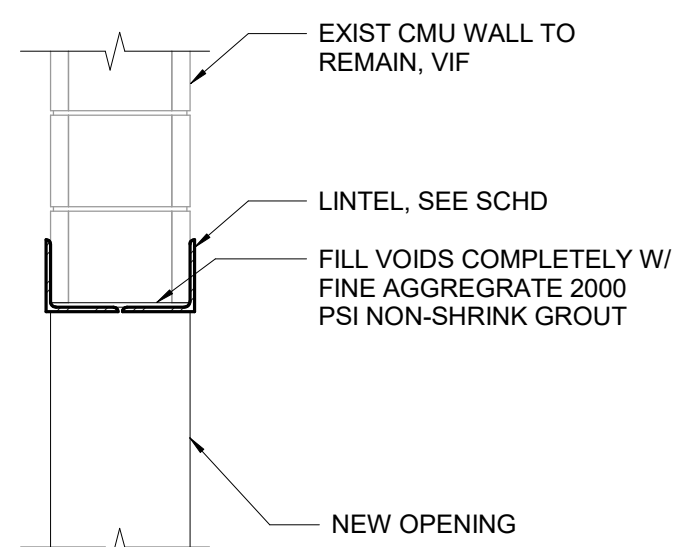 EXIST CMU WALL TO
REMAIN, VIF
LINTEL, SEE SCHD
FILL VOIDS COMPLETELY W/
FINE AGGREGRATE 2000
PSI NON-SHRINK GROUT
NEW OPENING